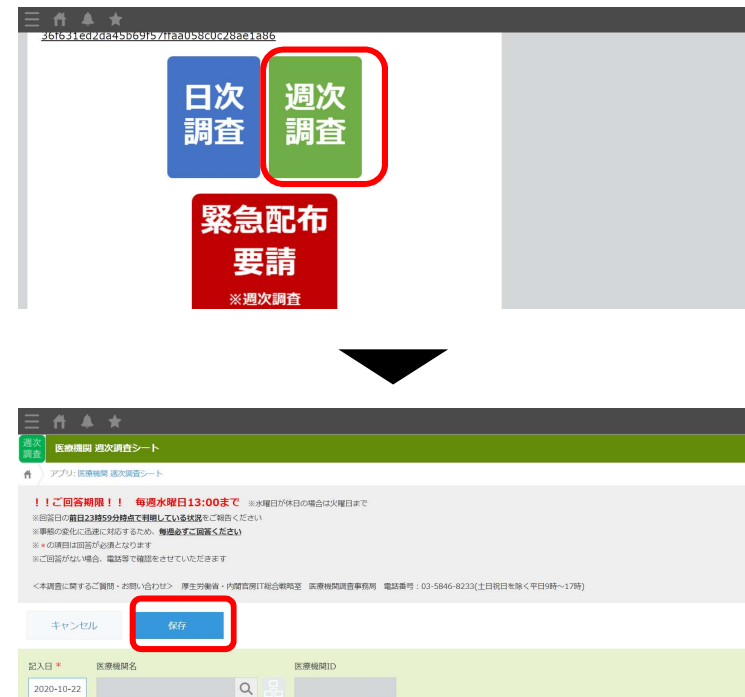 36f631ed2da45b69f57ffaa058c0c28ae1a86
日次
調査
週次
調査
緊急配布
要請
※週次調査
週次
調査
医療機関 週次調査シート
アプリ: 医療機関 週次調査シート
！！ご回答期限！！ 毎週水曜日13:00まで ※水曜日が休日の場合は火曜日まで
※回答日の前日23時59分時点で判明している状況をご報告ください
※事態の変化に迅速に対応するため、毎週必ずご回答ください
※＊の項目は回答が必須となります
※ご回答がない場合、電話等で確認をさせていただきます
＜本調査に関するご質問・お問い合わせ＞ 厚生労働省・内閣官房IT総合戦略室 医療機関調査事務局 電話番号：03-5846-8233(土日祝日を除く平日9時～17時)
キャンセル
保存
記入日 * 医療機関名 医療機関ID
2020-10-22